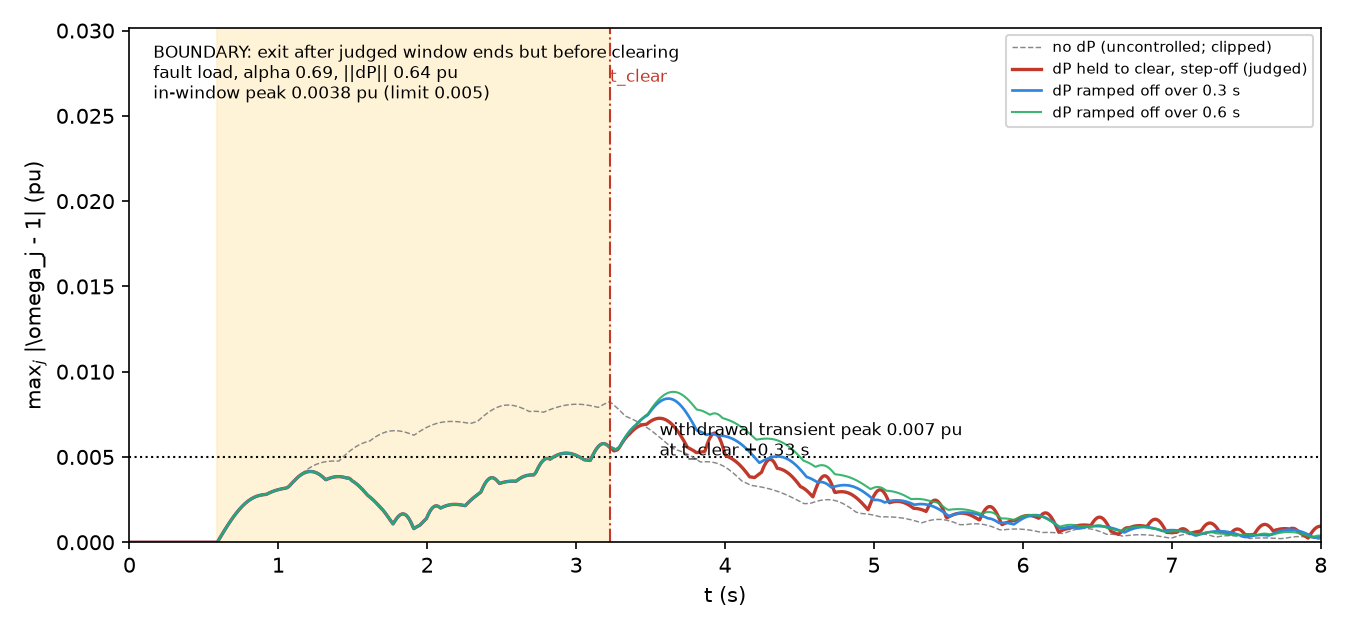 BOUNDARY: exit after judged window ends but before clearing
fault load, alpha 0.69, ||dP|| 0.64 pu
in-window peak 0.0038 pu (limit 0.005)
t_clear
no dP (uncontrolled; clipped)
dP held to clear, step-off (judged)
dP ramped off over 0.3 s
dP ramped off over 0.6 s
withdrawal transient peak 0.007 pu
at t_clear +0.33 s
max_j |\omega_j - 1| (pu)
0.030
0.025
0.020
0.015
0.010
0.005
0.000
0 1 2 3 4 5 6 7 8
t (s)